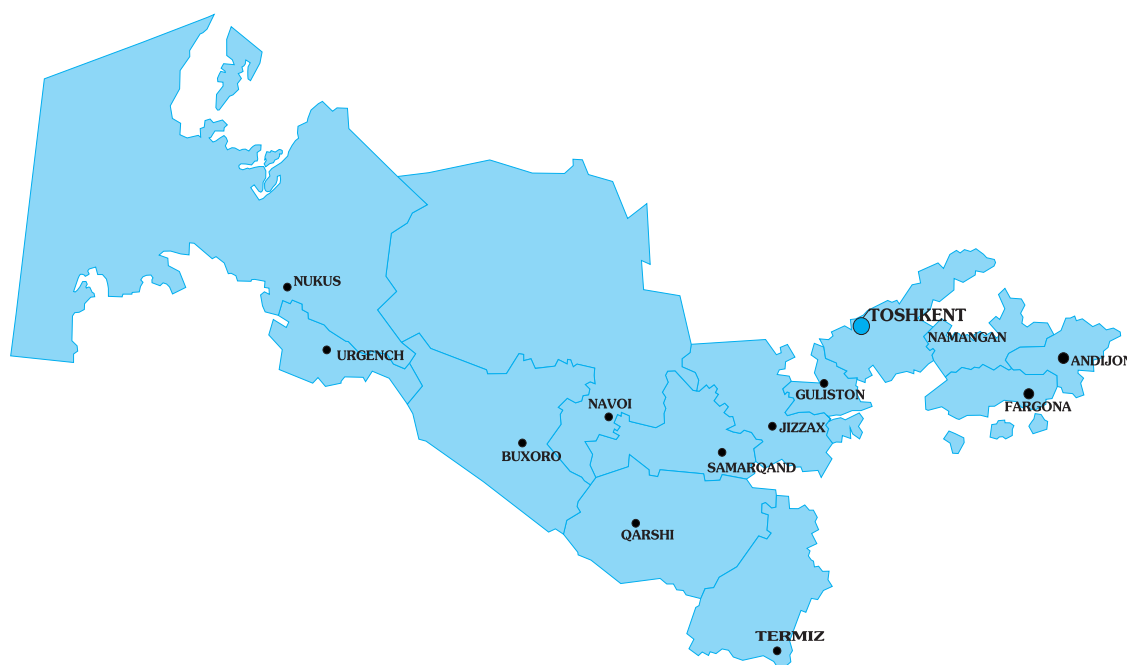 NUKUS
TOSHKENT
NAMANGAN
URGENCH
ANDIJON
GULISTON
NAVOI
FARGONA
JIZZAX
BUXORO
SAMARQAND
QARSHI
TERMIZ